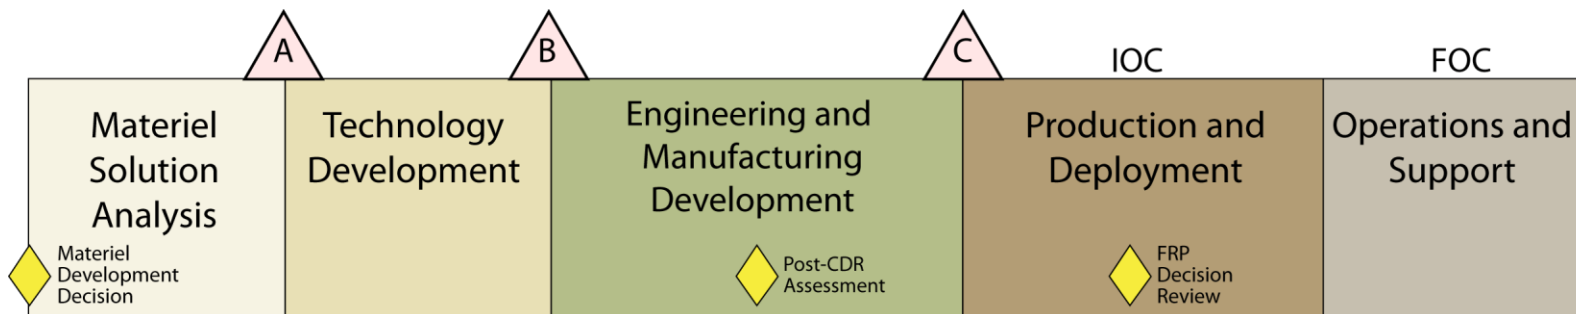 A
B
C
IOC
FOC
Materiel
Solution
Analysis
Technology
Development
Engineering and
Manufacturing
Development
Production and
Deployment
Operations and
Support
Materiel
Development
Decision
Post-CDR
Assessment
FRP
Decision
Review